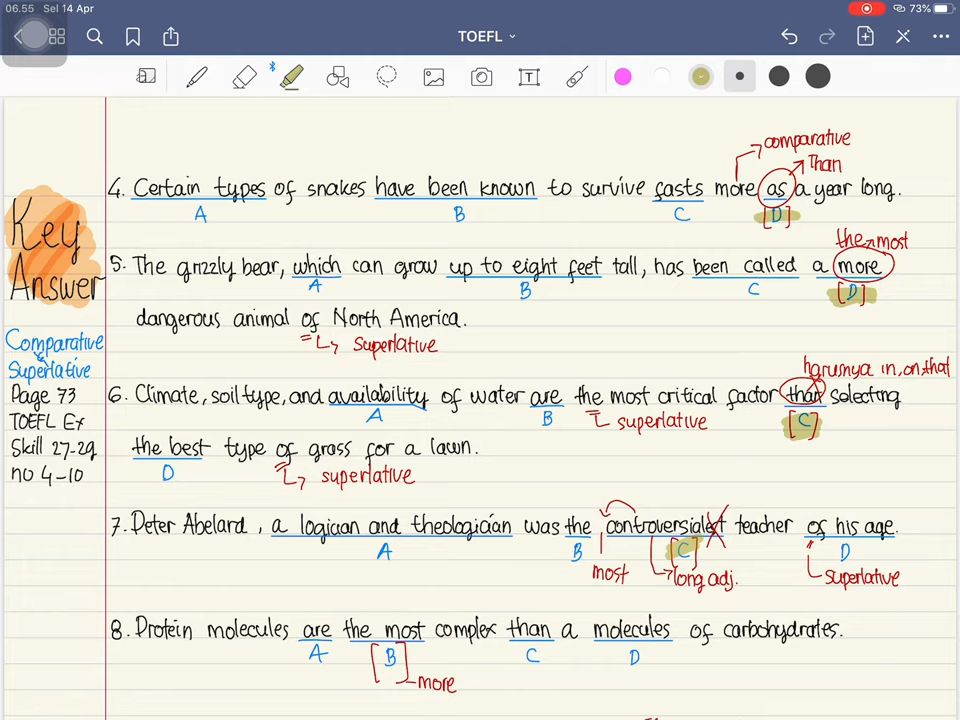 06.55 Sel 14 Apr
73%
TOEFL
comparative
Than
4. Certain types of snakes have been known to survive fasts more as a year long.
A B C [D]
the most
5. The grizzly bear, which can grow up to eight feet tall, has been called a more
A B C [D]
dangerous animal of North America.
Superlative
Key
Answer
Comparative
&
Superlative
Page 73
TOEFL Ex
Skill 27-29
no 4-10
harusnya in, on, that
6. Climate, soil type, and availability of water are the most critical factor than selecting
A B superlative [C]
the best type of grass for a lawn.
D superlative
7. Peter Abelard, a logician and theologician was the controversialest teacher of his age.
A B [C] D
most long adj. superlative
8. Protein molecules are the most complex than a molecules of carbohydrates.
A [B] C D
more